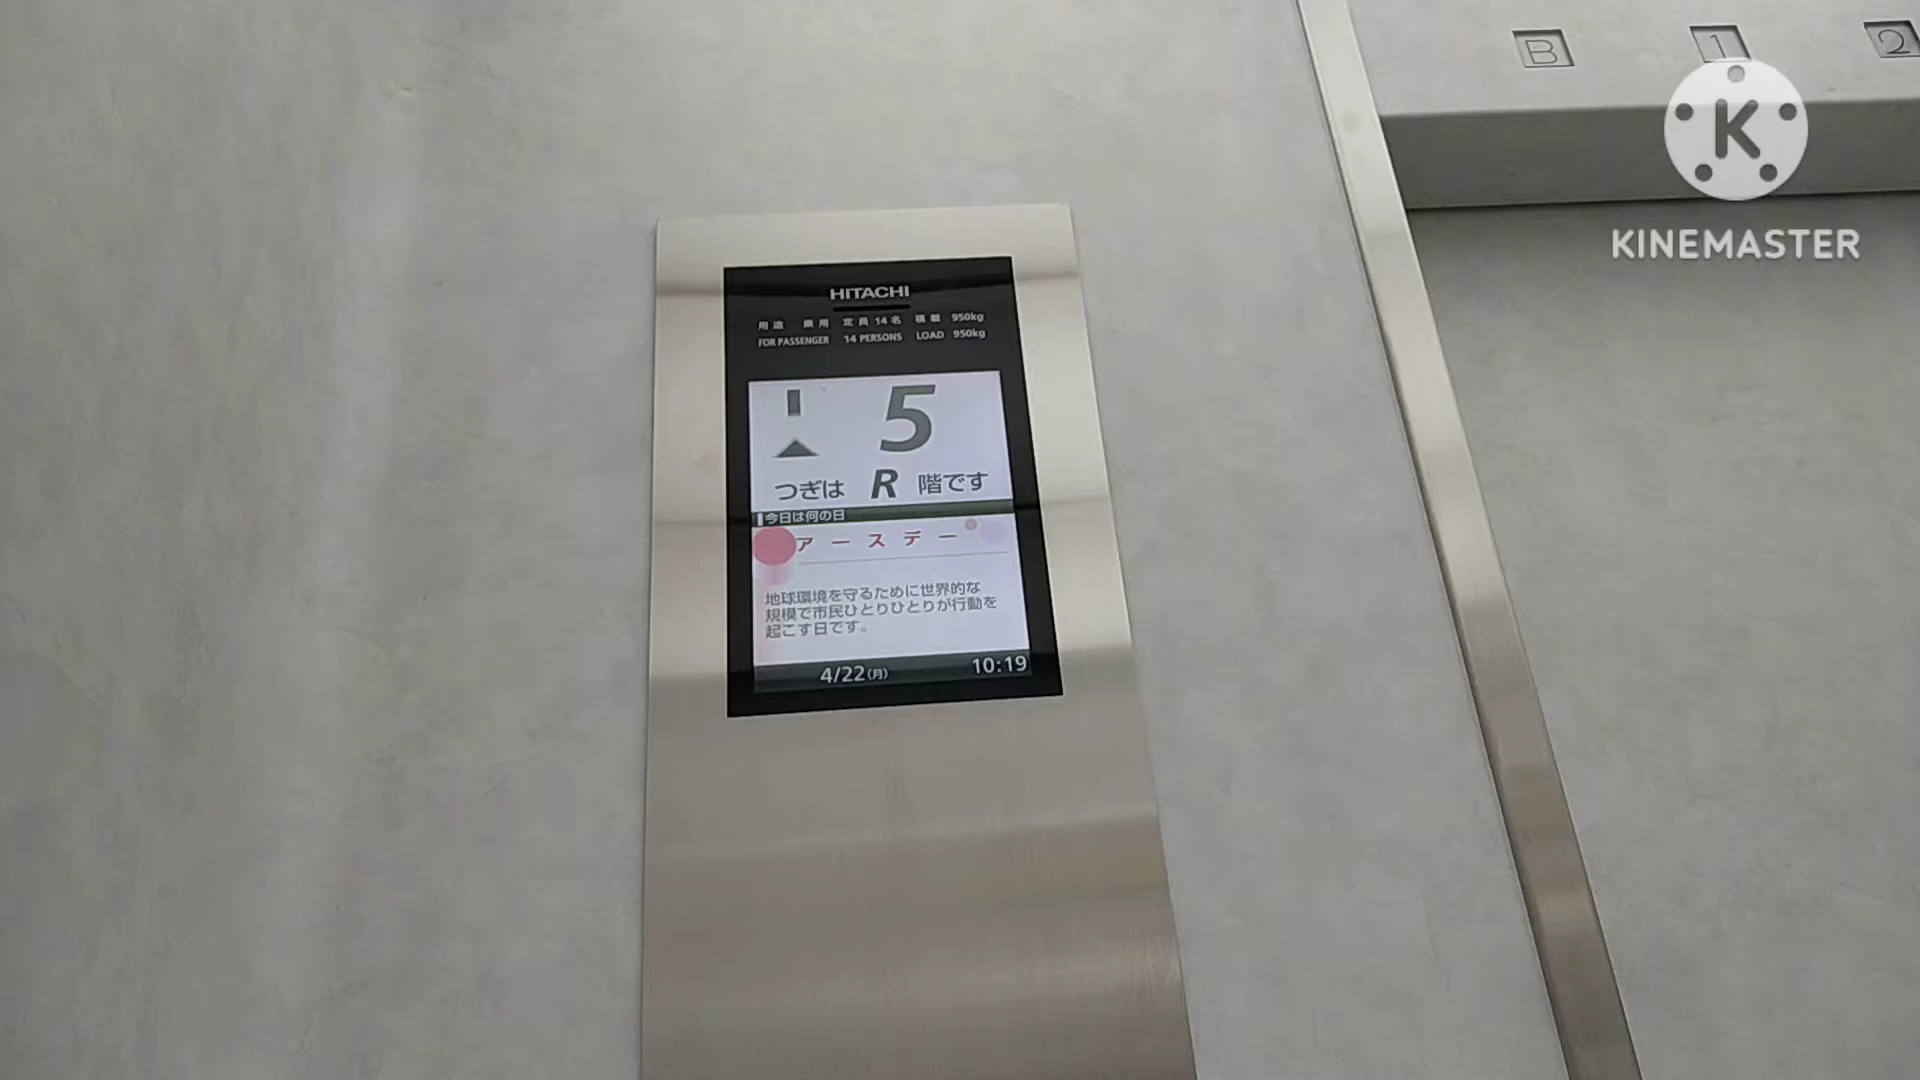 B 1 2
KINEMASTER
HITACHI
用途 乗用 定員 14名 積載 950kg
FOR PASSENGER 14 PERSONS LOAD 950kg
5
つぎは R 階です
今日は何の日
アースデー
地球環境を守るために世界的な
規模で市民ひとりひとりが行動を
起こす日です。
4/22(月) 10:19